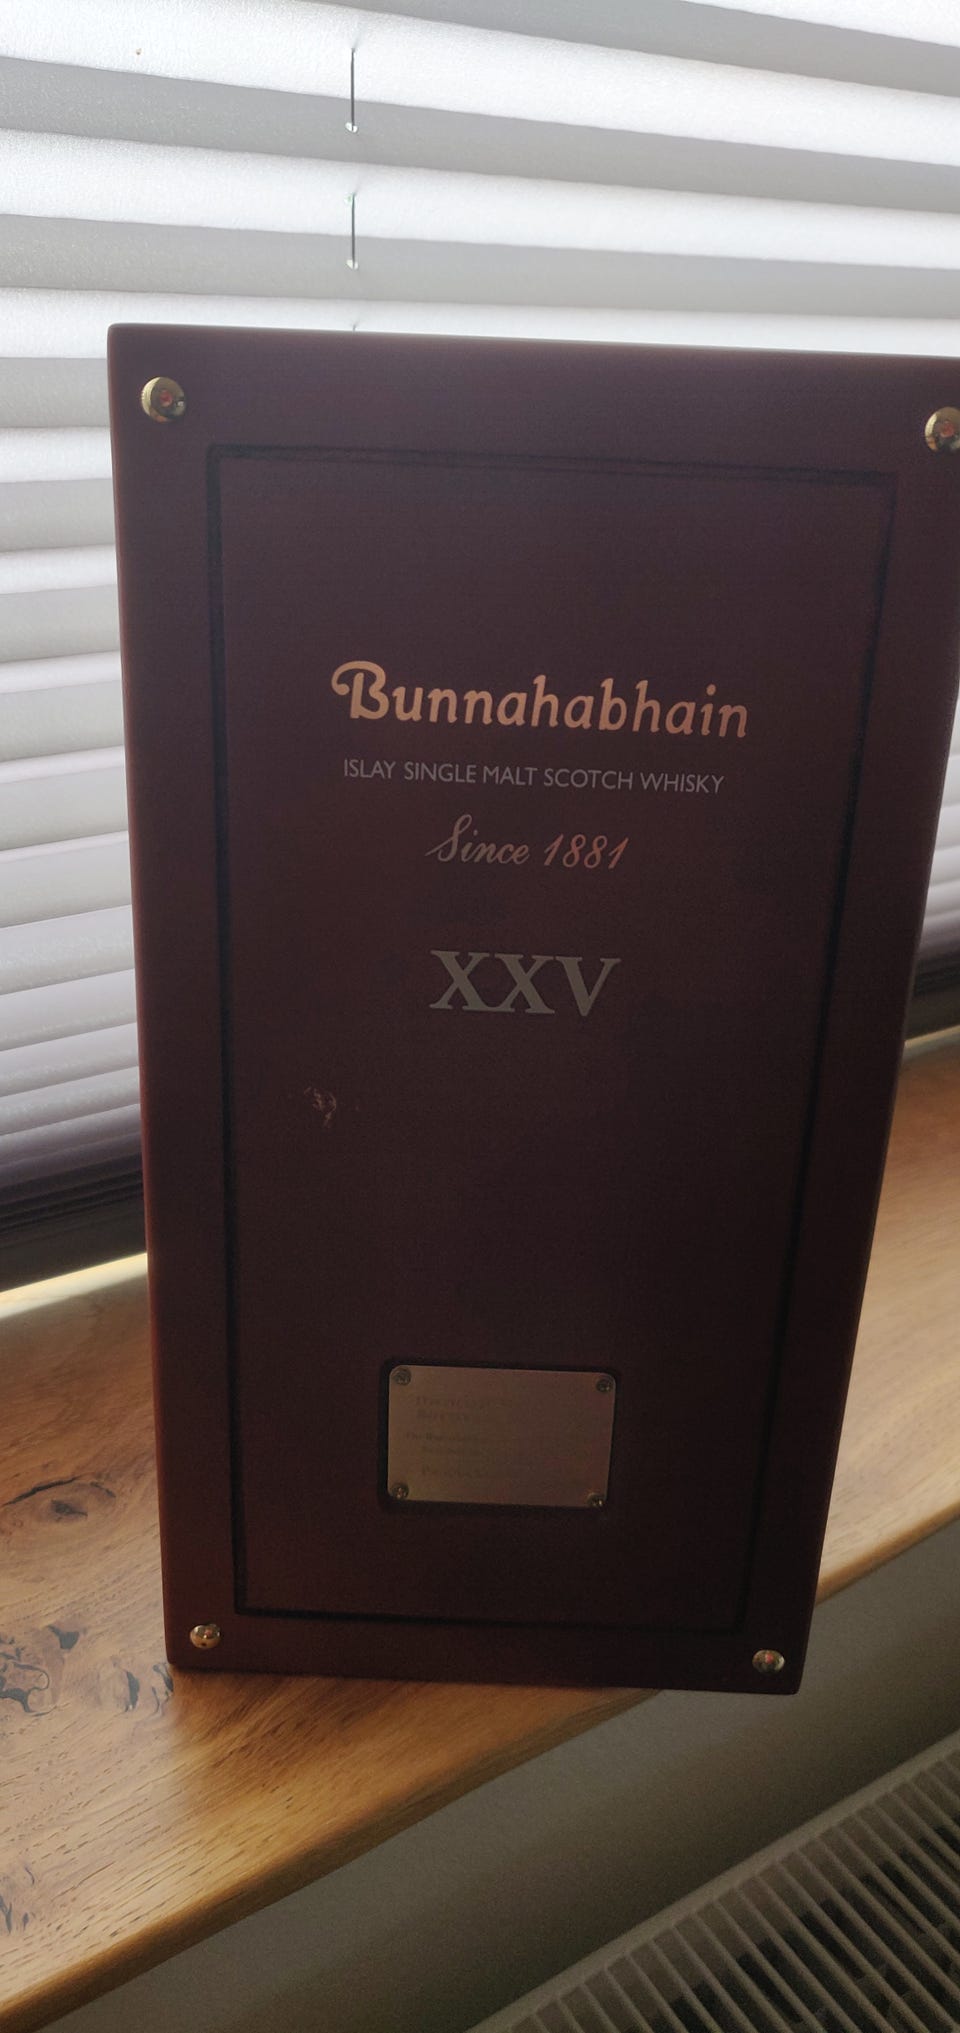 Bunnahabhain
ISLAY SINGLE MALT SCOTCH WHISKY
Since 1881
XXV